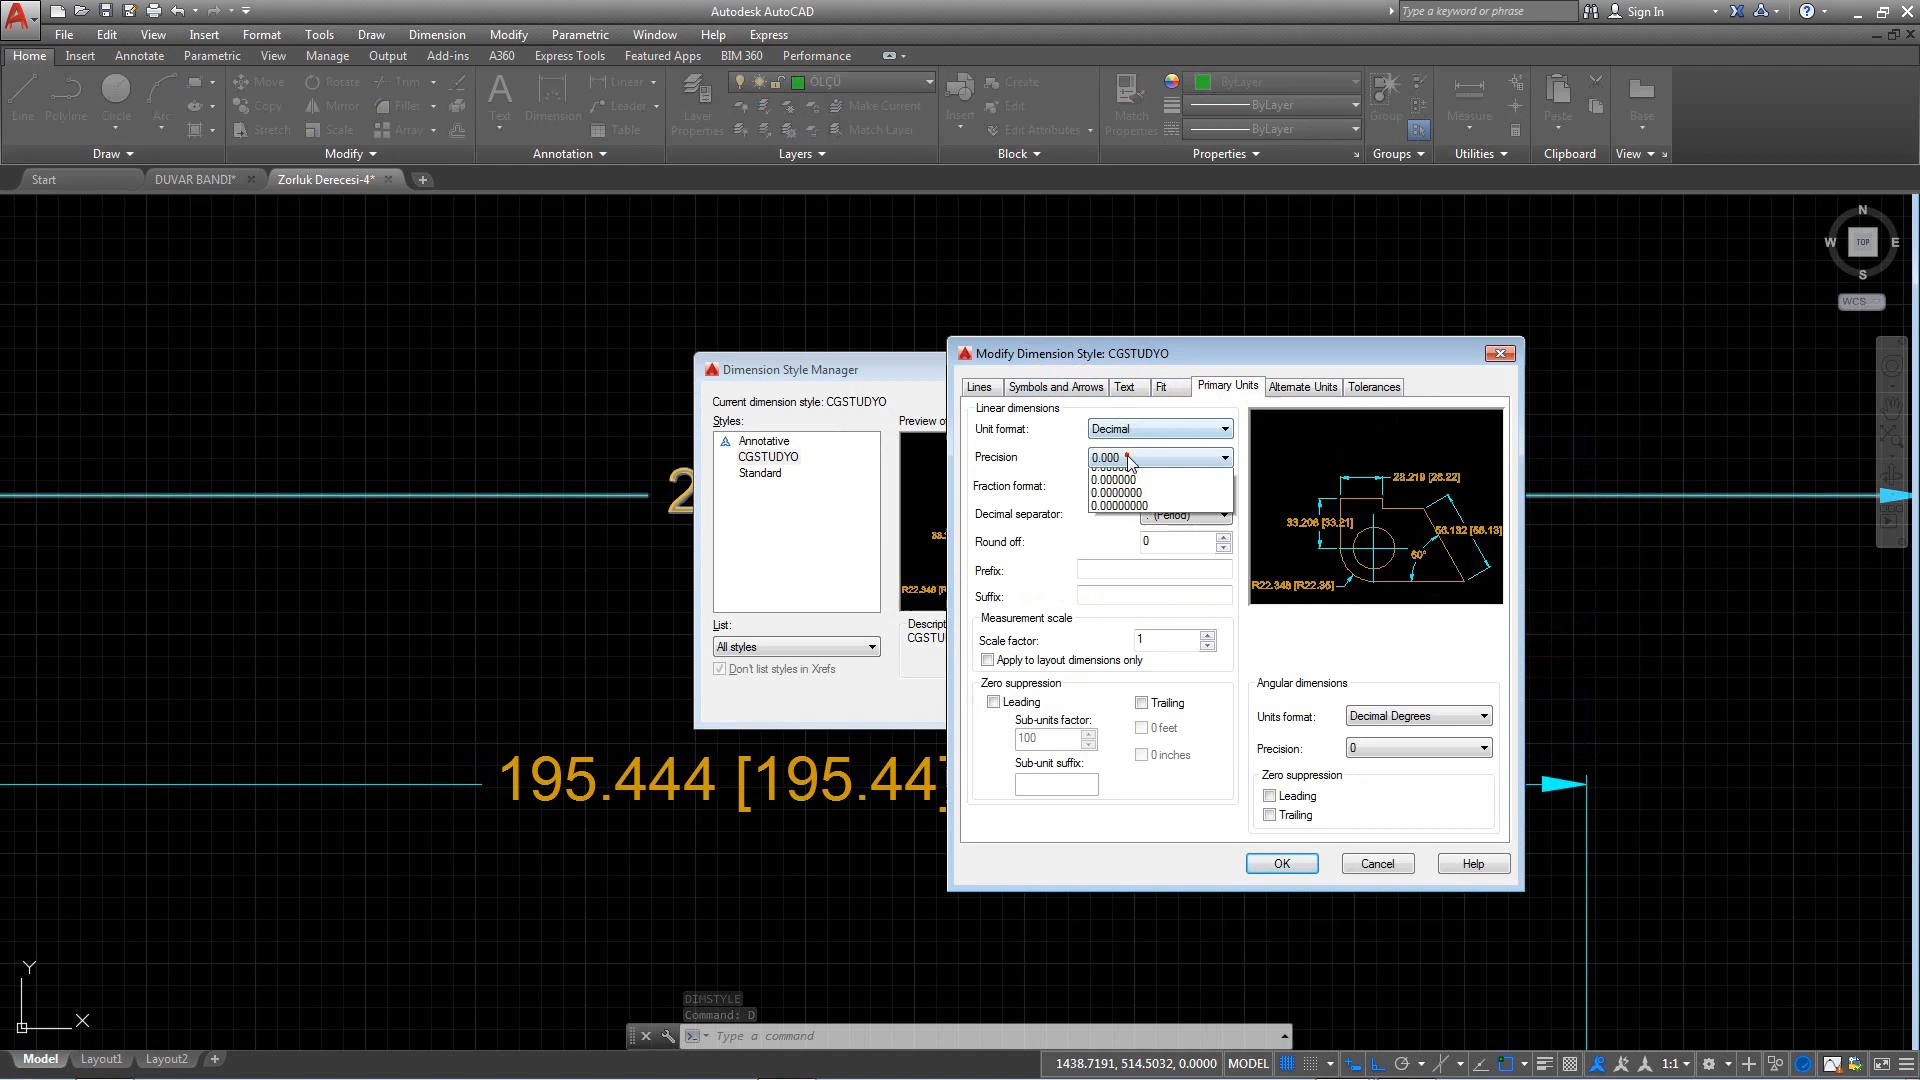 Autodesk AutoCAD
Type a keyword or phrase
Sign In
File Edit View Insert Format Tools Draw Dimension Modify Parametric Window Help Express
Home Insert Annotate Parametric View Manage Output Add-ins A360 Express Tools Featured Apps BIM 360 Performance
Line Polyline Circle Arc
Move Rotate Trim
Copy Mirror Fillet
Stretch Scale Array
Text Dimension
Linear
Leader
Table
Layer Properties
ÖLÇÜ
Make Current
Match Layer
Insert
Create
Edit
Edit Attributes
Match Properties
ByLayer
ByLayer
ByLayer
Group
Measure
Paste
Base
Draw Modify Annotation Layers Block Properties Groups Utilities Clipboard View
Start DUVAR BANDI* Zorluk Derecesi-4*
N
W TOP E
S
WCS
Dimension Style Manager
Current dimension style: CGSTUDYO
Styles:
Annotative
CGSTUDYO
Standard
Preview o
List:
All styles
Don't list styles in Xrefs
Descript
CGSTU
R22.348 [R
Modify Dimension Style: CGSTUDYO
Lines Symbols and Arrows Text Fit Primary Units Alternate Units Tolerances
Linear dimensions
Unit format: Decimal
Precision 0.000
0.000000
0.0000000
0.00000000
Fraction format:
Decimal separator: '.' (Period)
Round off: 0
Prefix:
Suffix:
Measurement scale
Scale factor: 1
Apply to layout dimensions only
Zero suppression
Leading
Trailing
Sub-units factor:
100
0 feet
Sub-unit suffix:
0 inches
28.219 [28.22]
33.206 [33.21]
56.132 [56.13]
60°
R22.348 [R22.35]
Angular dimensions
Units format: Decimal Degrees
Precision: 0
Zero suppression
Leading
Trailing
OK Cancel Help
2
195.444 [195.44]
Y
X
DIMSTYLE
Command: D
Type a command
Model Layout1 Layout2
1438.7191, 514.5032, 0.0000 MODEL
1:1